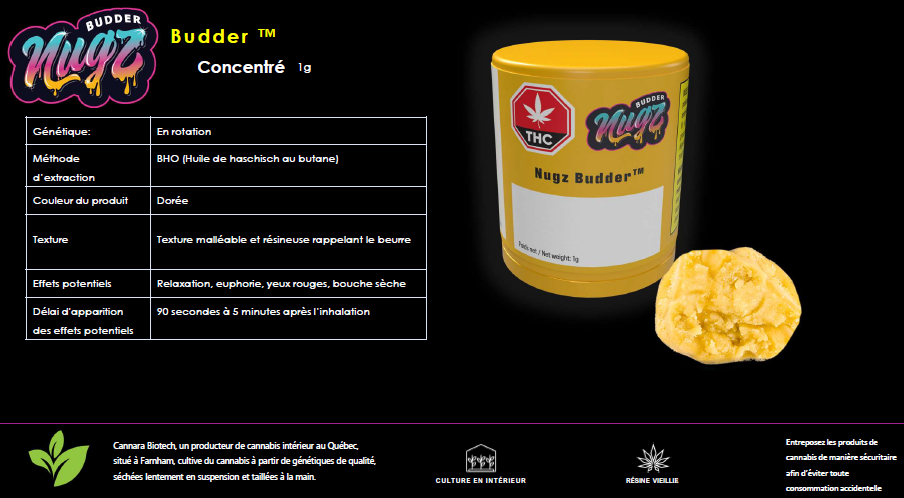 BUDDER
Nugz
Budder ™
Concentré 1g
Génétique: En rotation
Méthode d'extraction BHO (Huile de haschisch au butane)
Couleur du produit Dorée
Texture Texture malléable et résineuse rappelant le beurre
Effets potentiels Relaxation, euphorie, yeux rouges, bouche sèche
Délai d'apparition des effets potentiels 90 secondes à 5 minutes après l'inhalation
THC
BUDDER
Nugz
Nugz Budder™
Poids net / Net weight: 1g
Cannara Biotech, un producteur de cannabis intérieur au Québec,
situé à Farnham, cultive du cannabis à partir de génétiques de qualité,
séchées lentement en suspension et taillées à la main.
CULTURE EN INTÉRIEUR
RÉSINE VIEILLIE
Entreposez les produits de
cannabis de manière sécuritaire
afin d'éviter toute
consommation accidentelle